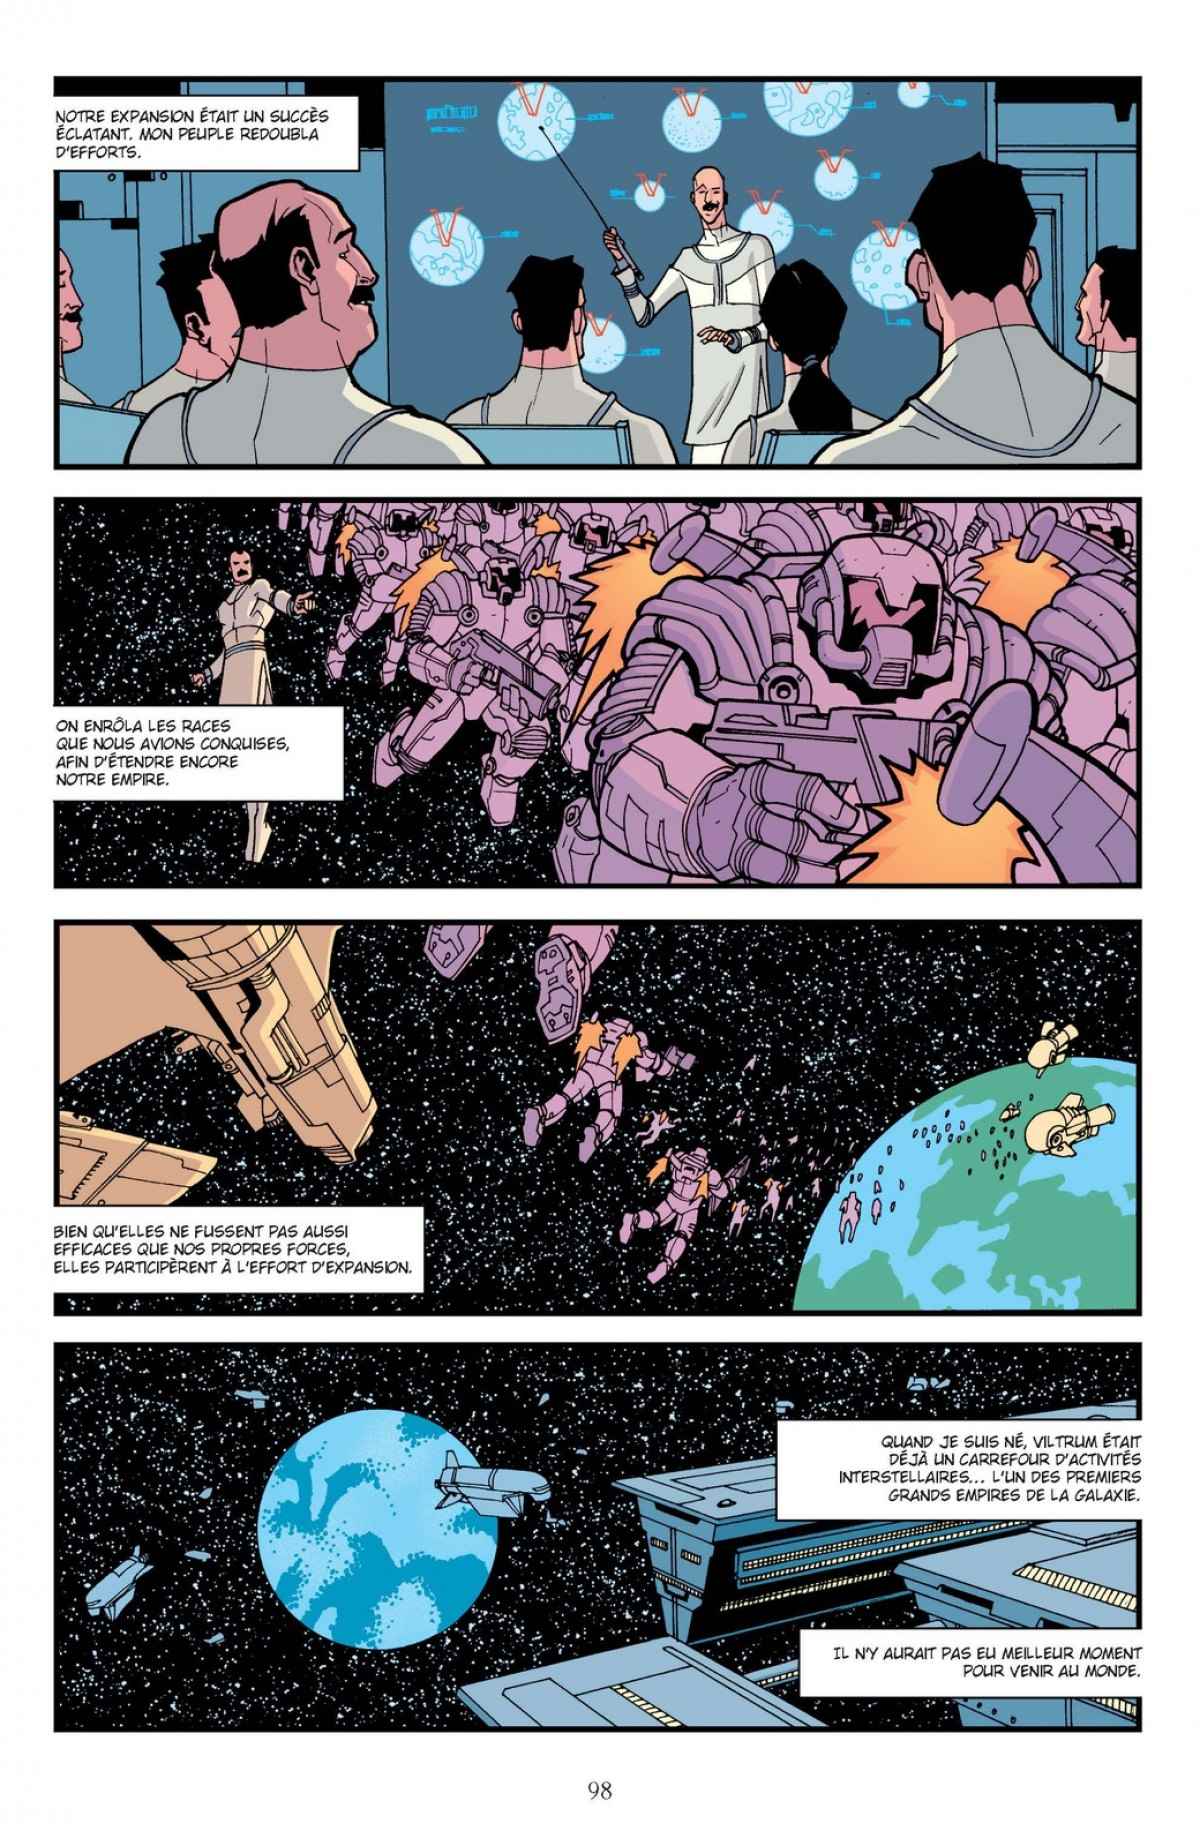 NOTRE EXPANSION ÉTAIT UN SUCCÈS
ÉCLATANT. MON PEUPLE REDOUBLA
D'EFFORTS.
ON ENRÔLA LES RACES
QUE NOUS AVIONS CONQUISES,
AFIN D'ÉTENDRE ENCORE
NOTRE EMPIRE.
BIEN QU'ELLES NE FUSSENT PAS AUSSI
EFFICACES QUE NOS PROPRES FORCES,
ELLES PARTICIPÈRENT À L'EFFORT D'EXPANSION.
QUAND JE SUIS NÉ, VILTRUM ÉTAIT
DÉJÀ UN CARREFOUR D'ACTIVITÉS
INTERSTELLAIRES... L'UN DES PREMIERS
GRANDS EMPIRES DE LA GALAXIE.
IL N'Y AURAIT PAS EU MEILLEUR MOMENT
POUR VENIR AU MONDE.
98